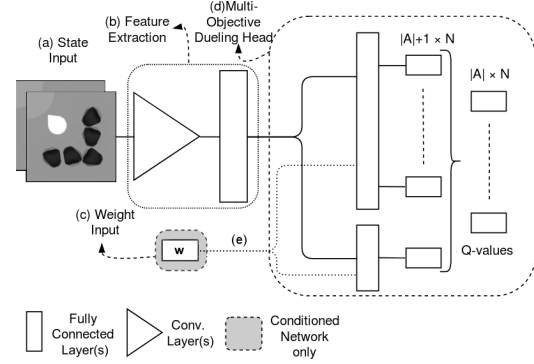 (a) State
Input
(b) Feature
Extraction
(d)Multi-
Objective
Dueling Head
|A|+1 × N
|A| × N
(c) Weight
Input
w
(e)
Q-values
Fully
Connected
Layer(s)
Conv.
Layer(s)
Conditioned
Network
only